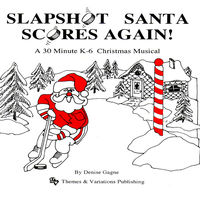 SLAPSHOT SANTA
SCORES AGAIN!
A 30 Minute K-6 Christmas Musical
By Denise Gagne
Themes & Variations Publishing